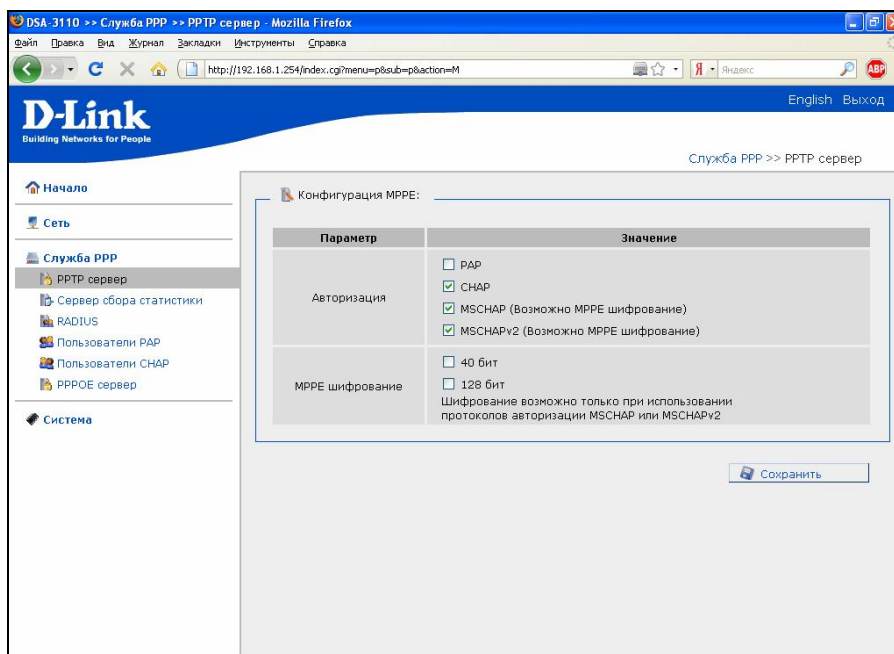 DSA-3110 >> Служба PPP >> PPTP сервер - Mozilla Firefox
Файл Правка Вид Журнал Закладки Инструменты Справка
http://192.168.1.254/index.cgi?menu=p&sub=p&action=M
Я Яндекс
ABP
English Выход
D-Link
Building Networks for People
Служба PPP >> PPTP сервер
Начало
Сеть
Служба PPP
PPTP сервер
Сервер сбора статистики
RADIUS
Пользователи PAP
Пользователи CHAP
PPPOE сервер
Система
Конфигурация MPPE:
Параметр Значение
Авторизация
PAP
CHAP
MSCHAP (Возможно MPPE шифрование)
MSCHAPv2 (Возможно MPPE шифрование)
MPPE шифрование
40 бит
128 бит
Шифрование возможно только при использовании
протоколов авторизации MSCHAP или MSCHAPv2
Сохранить